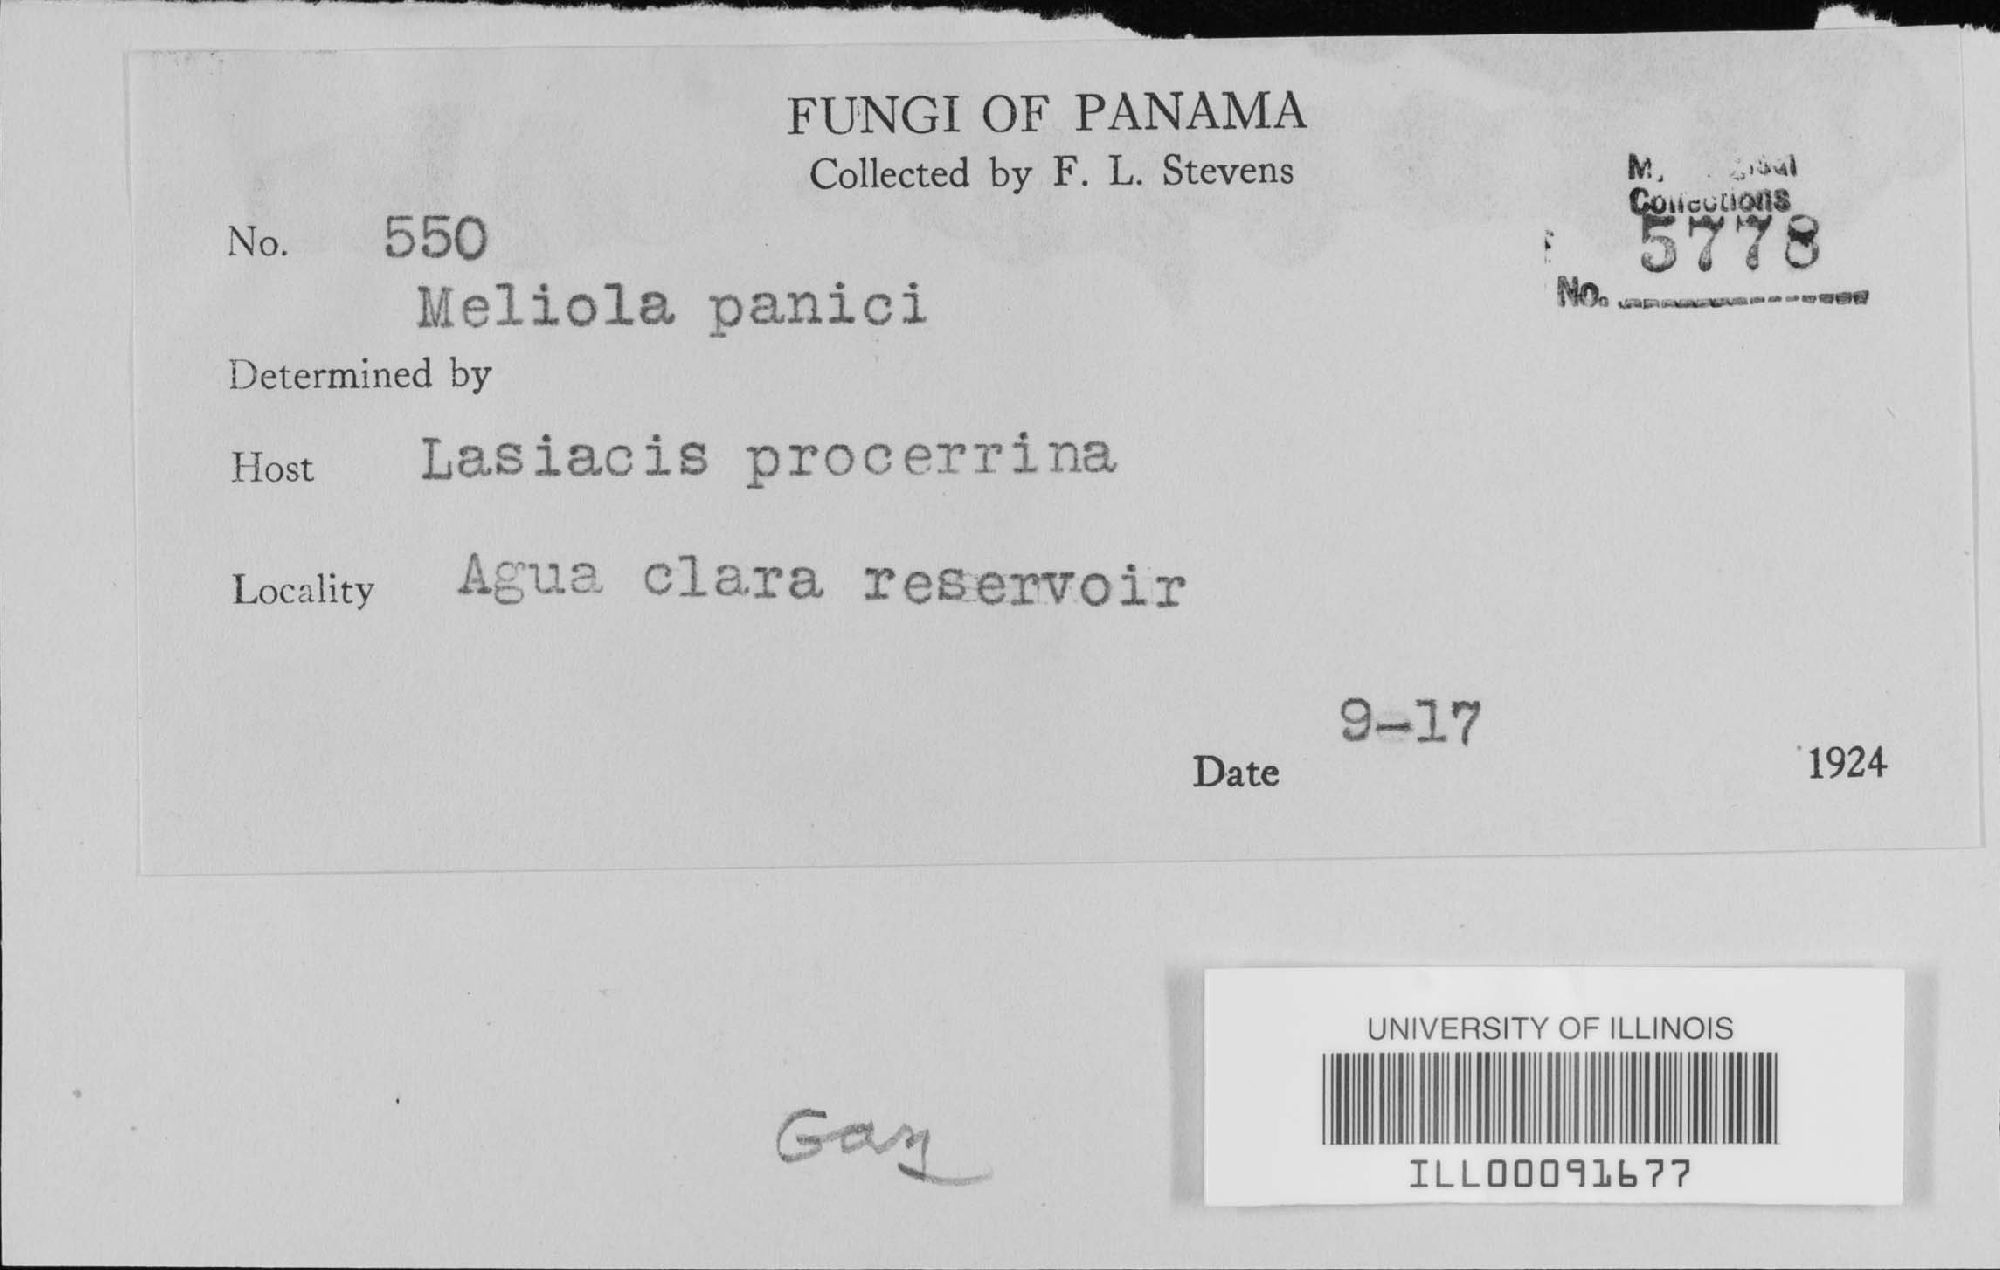 FUNGI OF PANAMA
Collected by F. L. Stevens
No. 550
Meliola panici
Determined by
Host Lasiacis procerrina
Locality Agua clara reservoir
Date 9-17 1924
Collections
5778
No.
UNIVERSITY OF ILLINOIS
ILL00091677